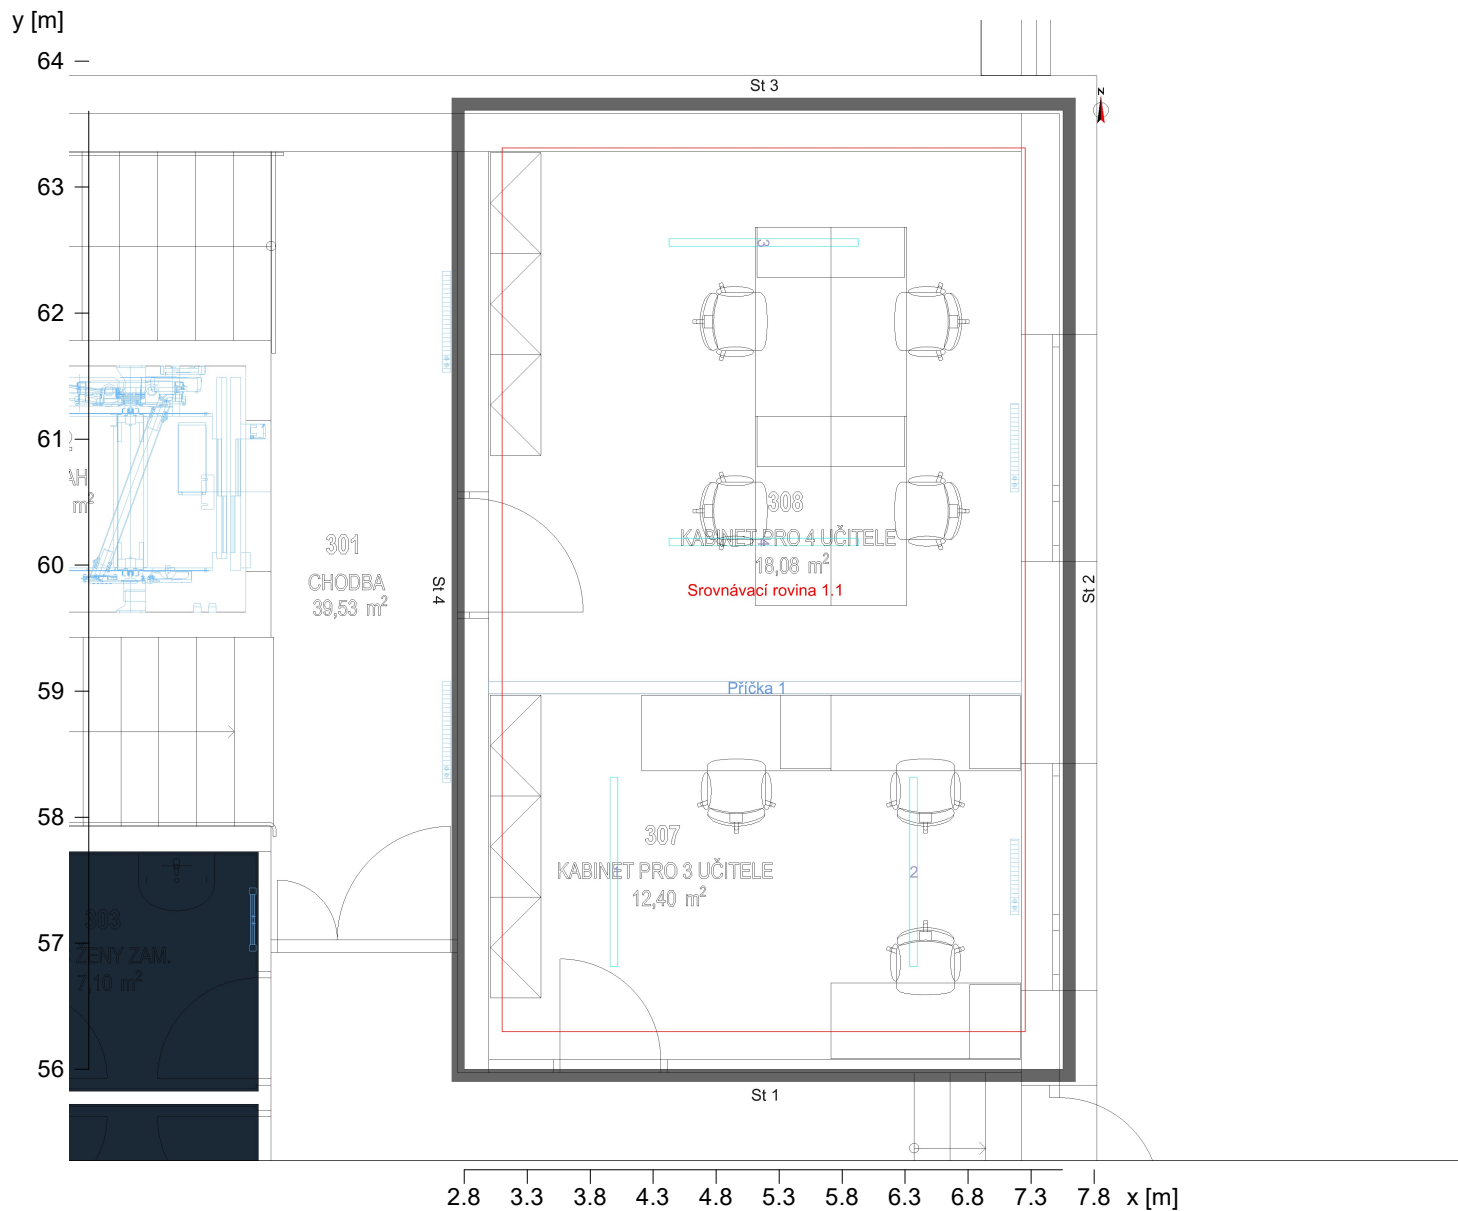 y [m]
64
St 3
z
63
3
62
61
AH
m²
308
KABINET PRO 4 UČITELE
18,08 m²
60
301
CHODBA
39,53 m²
St 4
St 2
Srovnávací rovina 1.1
59
Příčka 1
58
307
KABINET PRO 3 UČITELE
12,40 m²
2
57
303
ŽENY ZAM.
7,10 m²
56
St 1
2.8 3.3 3.8 4.3 4.8 5.3 5.8 6.3 6.8 7.3 7.8 x [m]